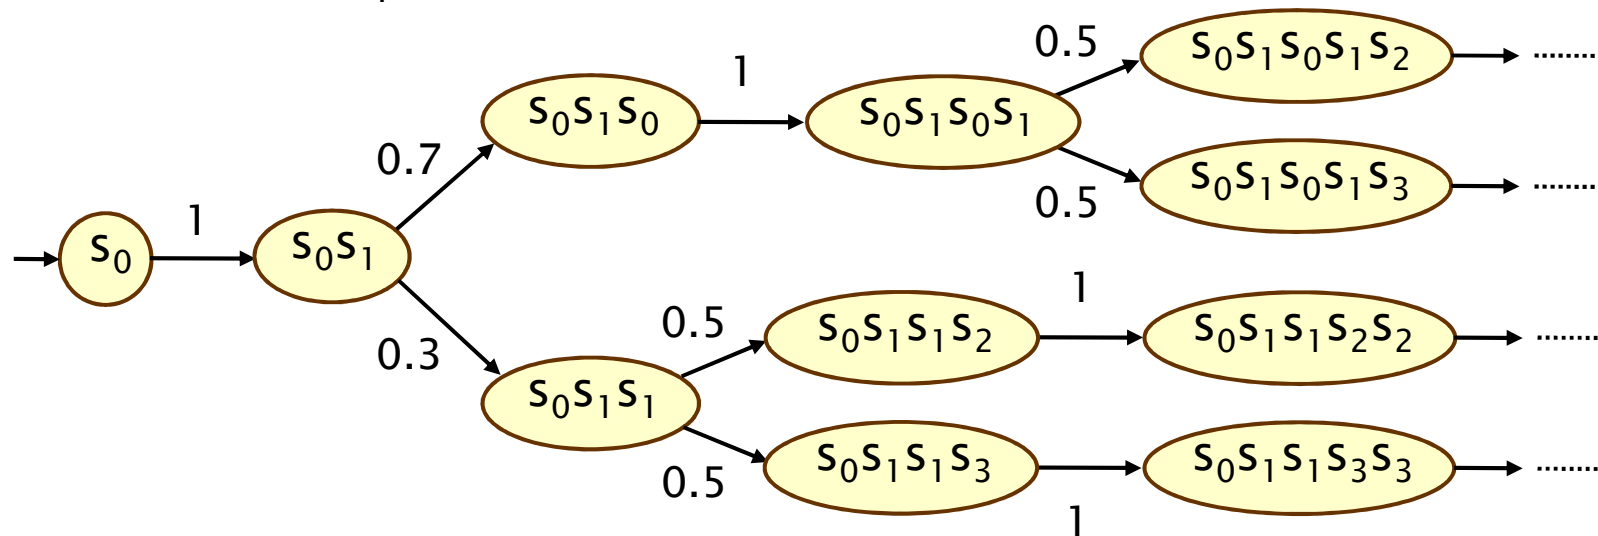 0.5
s₀s₁s₀s₁s₂ ........
1
s₀s₁s₀
s₀s₁s₀s₁
0.7
0.5
s₀s₁s₀s₁s₃ ........
1
s₀
s₀s₁
1
0.3
0.5
s₀s₁s₁s₂
s₀s₁s₁s₂s₂ ........
s₀s₁s₁
0.5
s₀s₁s₁s₃
s₀s₁s₁s₃s₃ ........
1